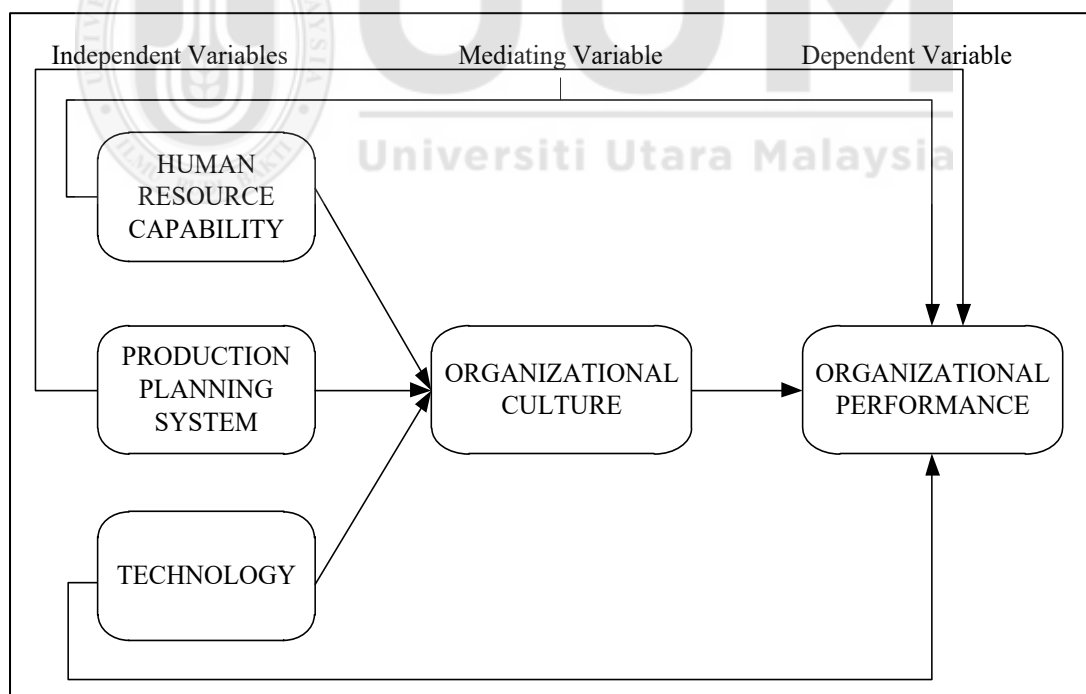 UUM
Universiti Utara Malaysia
Independent Variables
Mediating Variable
Dependent Variable
HUMAN
RESOURCE
CAPABILITY
PRODUCTION
PLANNING
SYSTEM
TECHNOLOGY
ORGANIZATIONAL
CULTURE
ORGANIZATIONAL
PERFORMANCE